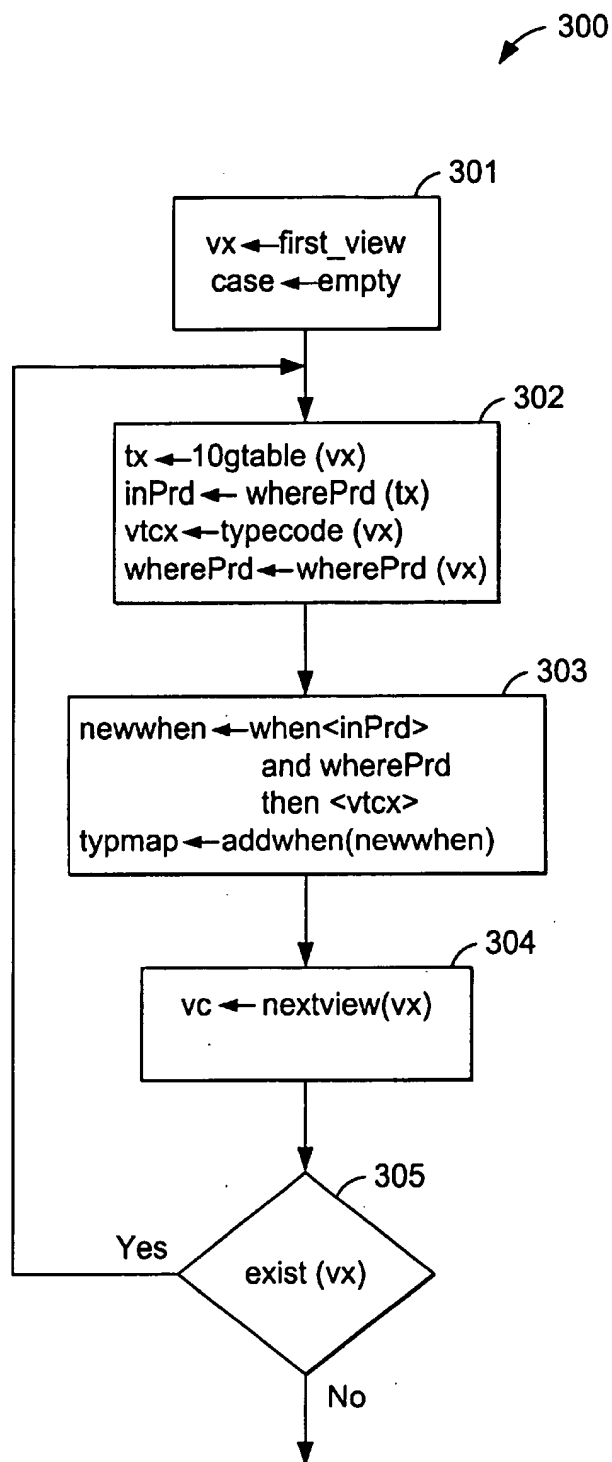 300
301
vx←first_view
case←empty
302
tx←10gtable (vx)
inPrd← wherePrd (tx)
vtcx←typecode (vx)
wherePrd←wherePrd (vx)
303
newwhen←when<inPrd>
and wherePrd
then <vtcx>
typmap←addwhen(newwhen)
304
vc← nextview(vx)
305
Yes
exist (vx)
No